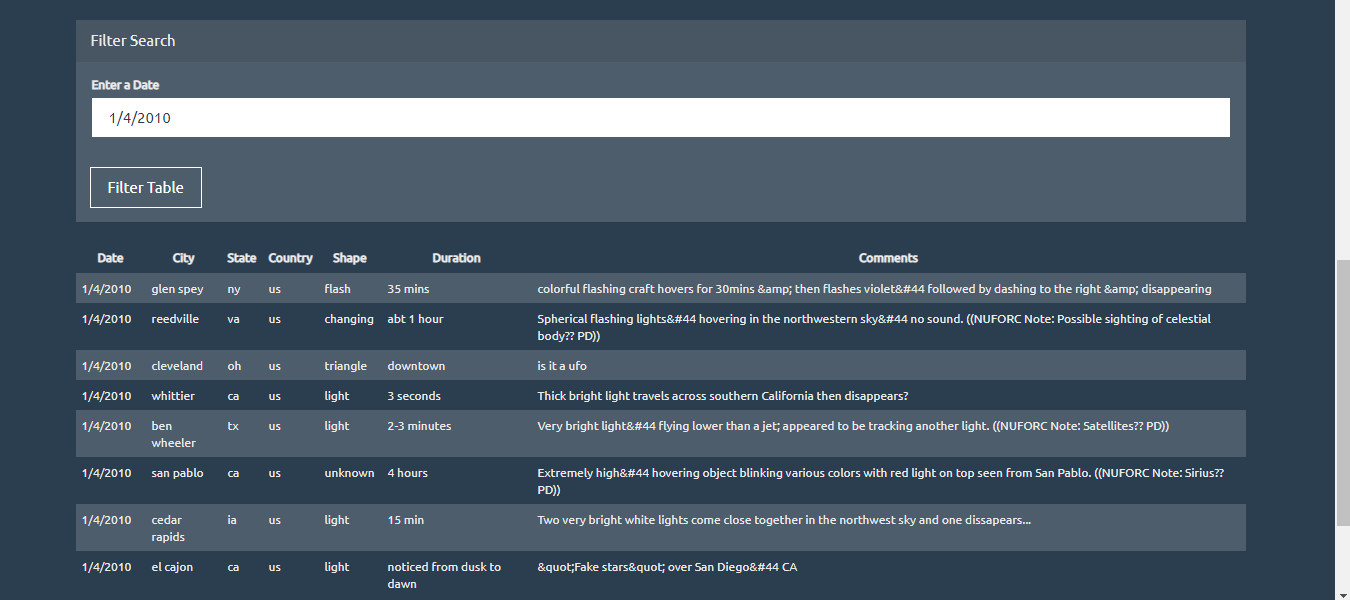 Filter Search
Enter a Date
1/4/2010
Filter Table
Date City State Country Shape Duration Comments
1/4/2010 glen spey ny us flash 35 mins colorful flashing craft hovers for 30mins &amp; then flashes violet&#44 followed by dashing to the right &amp; disappearing
1/4/2010 reedville va us changing abt 1 hour Spherical flashing lights&#44 hovering in the northwestern sky&#44 no sound. ((NUFORC Note: Possible sighting of celestial
body?? PD))
1/4/2010 cleveland oh us triangle downtown is it a ufo
1/4/2010 whittier ca us light 3 seconds Thick bright light travels across southern California then disappears?
1/4/2010 ben tx us light 2-3 minutes Very bright light&#44 flying lower than a jet; appeared to be tracking another light. ((NUFORC Note: Satellites?? PD))
wheeler
1/4/2010 san pablo ca us unknown 4 hours Extremely high&#44 hovering object blinking various colors with red light on top seen from San Pablo. ((NUFORC Note: Sirius??
PD))
1/4/2010 cedar ia us light 15 min Two very bright white lights come close together in the northwest sky and one dissapears...
rapids
1/4/2010 el cajon ca us light noticed from dusk to &quot;Fake stars&quot; over San Diego&#44 CA
dawn